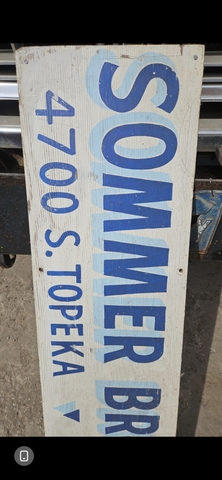 SOMMER BR
4700 S. TOPEKA